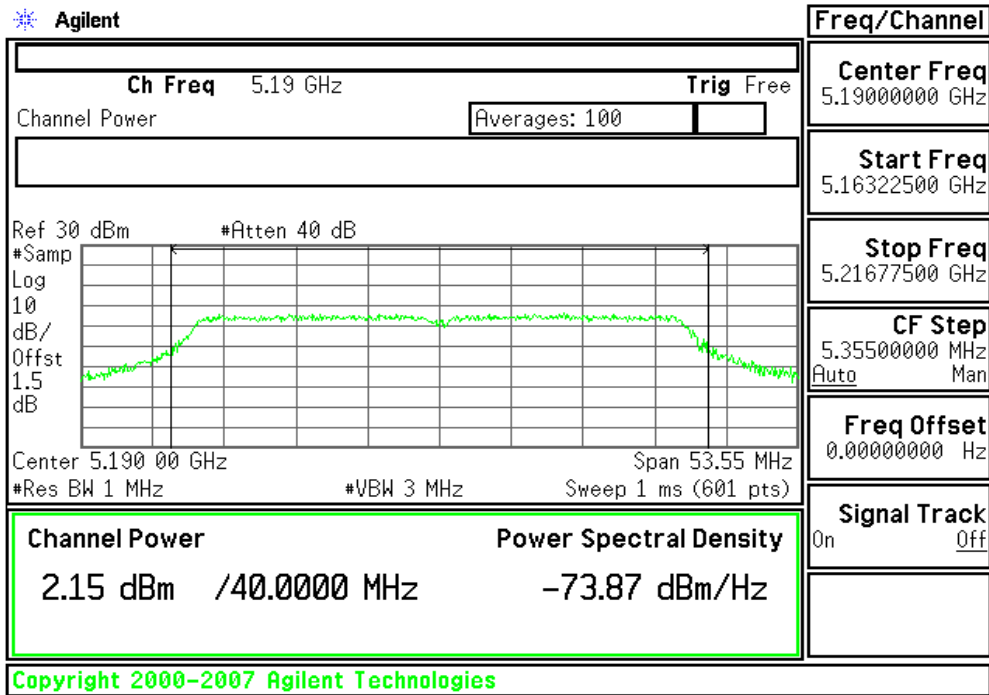 Agilent
Freq/Channel
Ch Freq 5.19 GHz Trig Free
Channel Power Averages: 100
Ref 30 dBm #Atten 40 dB
#Samp
Log
10
dB/
Offst
1.5
dB
Center 5.190 00 GHz Span 53.55 MHz
#Res BW 1 MHz #VBW 3 MHz Sweep 1 ms (601 pts)
Channel Power Power Spectral Density
2.15 dBm /40.0000 MHz -73.87 dBm/Hz
Center Freq
5.19000000 GHz
Start Freq
5.16322500 GHz
Stop Freq
5.21677500 GHz
CF Step
5.35500000 MHz
Auto Man
Freq Offset
0.00000000 Hz
Signal Track
On Off
Copyright 2000-2007 Agilent Technologies